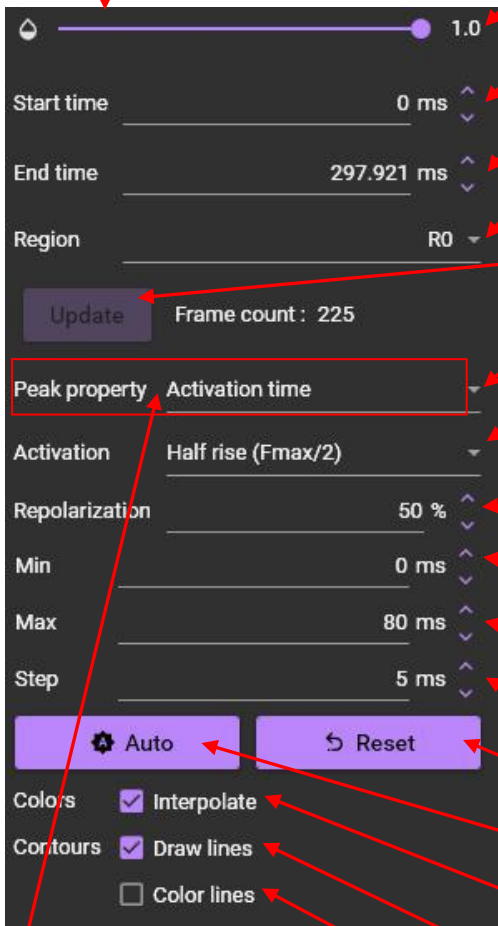 1.0
Start time 0 ms
End time 297.921 ms
Region R0
Update Frame count : 225
Peak property Activation time
Activation Half rise (Fmax/2)
Repolarization 50 %
Min 0 ms
Max 80 ms
Step 5 ms
Auto Reset
Colors Interpolate
Contours Draw lines
Color lines